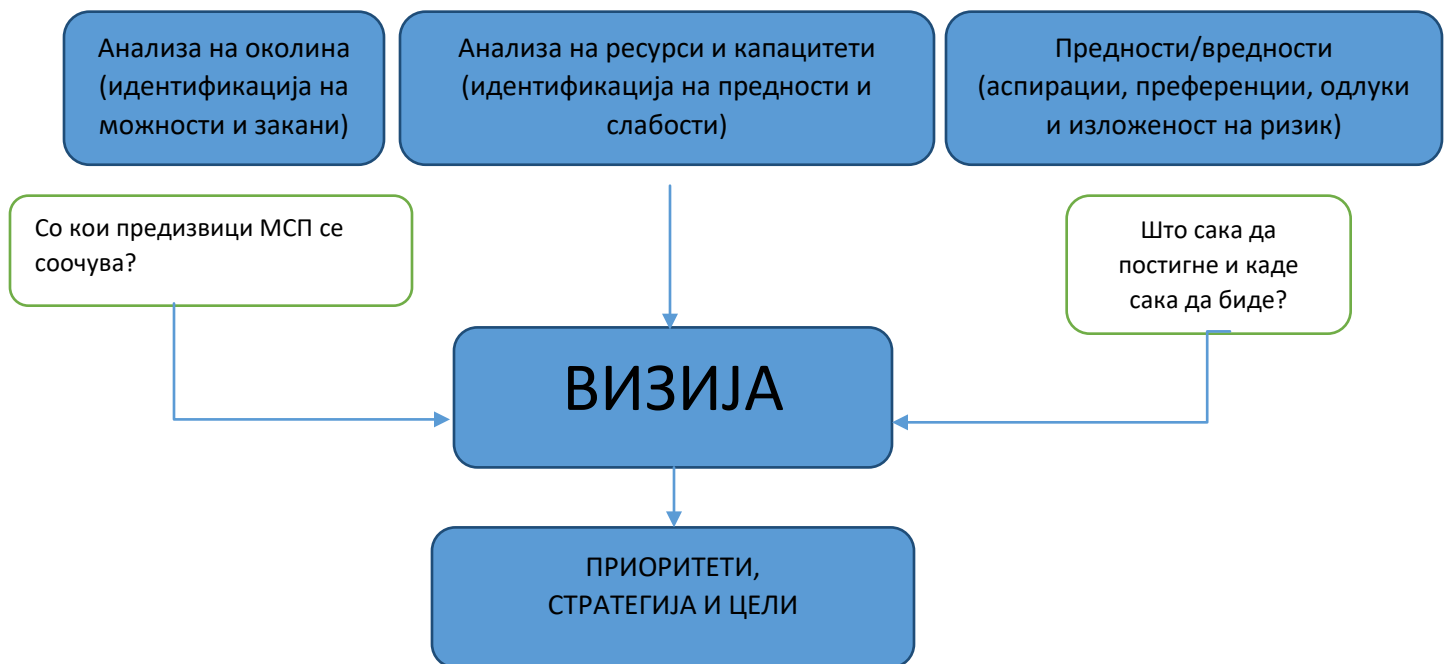 Анализа на околина
(идентификација на
можности и закани)
Анализа на ресурси и капацитети
(идентификација на предности и
слабости)
Предности/вредности
(аспирации, преференции, одлуки
и изложеност на ризик)
Со кои предизвици МСП се
соочува?
Што сака да
постигне и каде
сака да биде?
ВИЗИЈА
ПРИОРИТЕТИ,
СТРАТЕГИЈА И ЦЕЛИ